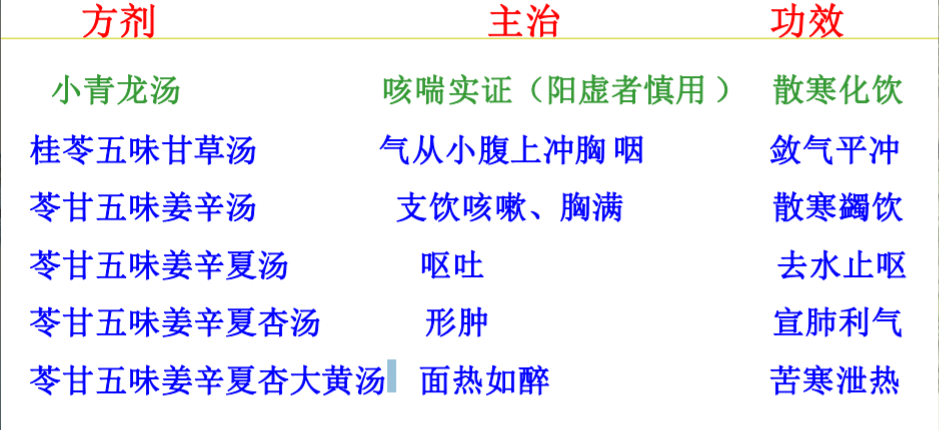 方剂 主治 功效
小青龙汤 咳喘实证（阳虚者慎用） 散寒化饮
桂苓五味甘草汤 气从小腹上冲胸咽 敛气平冲
苓甘五味姜辛汤 支饮咳嗽、胸满 散寒蠲饮
苓甘五味姜辛夏汤 呕吐 去水止呕
苓甘五味姜辛夏杏汤 形肿 宣肺利气
苓甘五味姜辛夏杏大黄汤 面热如醉 苦寒泄热